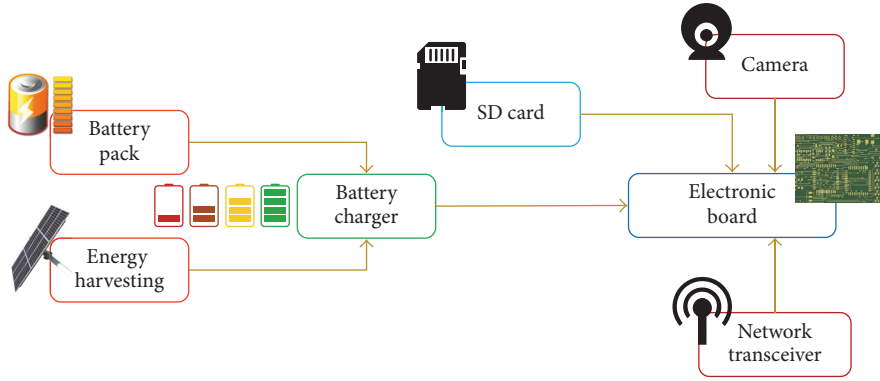 Camera
SD card
Battery
pack
Battery
charger
Electronic
board
Energy
harvesting
Network
transceiver